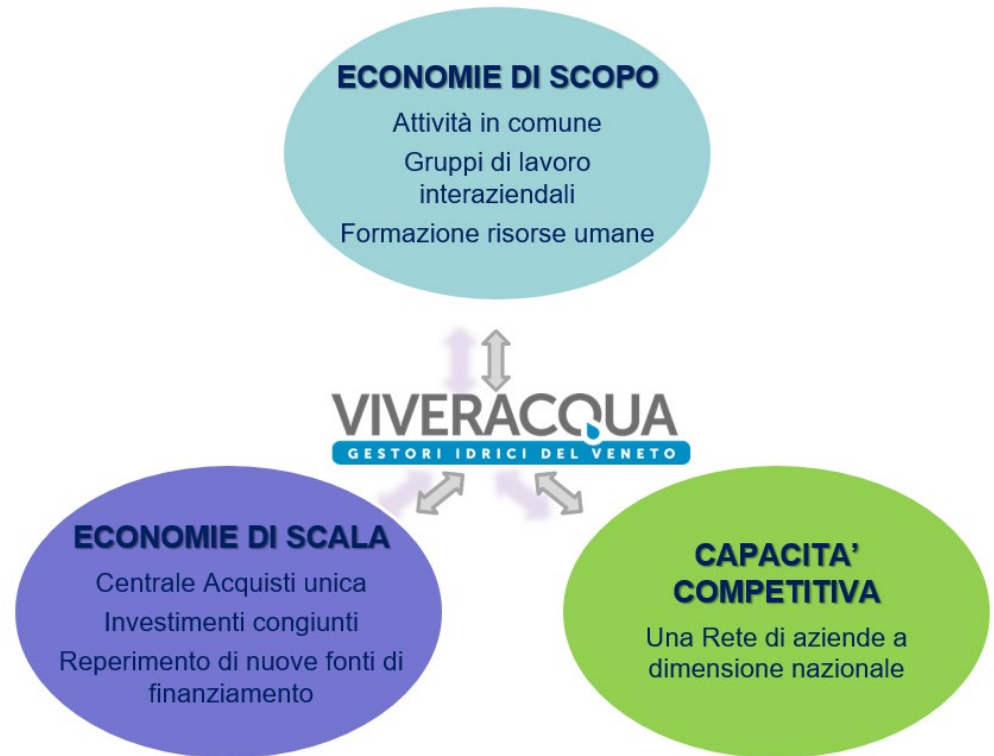 ECONOMIE DI SCOPO
Attività in comune
Gruppi di lavoro
interaziendali
Formazione risorse umane
VIVERACQUA
GESTORI IDRICI DEL VENETO
ECONOMIE DI SCALA
Centrale Acquisti unica
Investimenti congiunti
Reperimento di nuove fonti di
finanziamento
CAPACITA’
COMPETITIVA
Una Rete di aziende a
dimensione nazionale